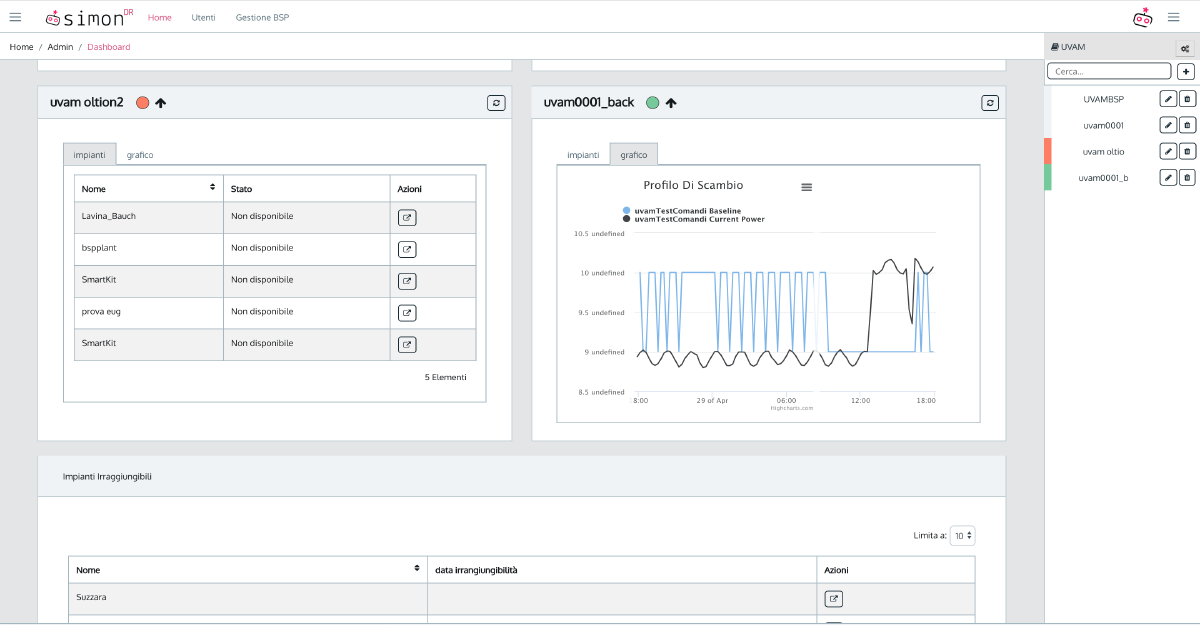 simon DR Home Utenti Gestione BSP
Home / Admin / Dashboard
UVAM
Cerca...
UVAMBSP
uvam0001
uvam oltio
uvam0001_b
uvam oltion2
impianti grafico
Nome Stato Azioni
Lavina_Bauch Non disponibile
bspplant Non disponibile
SmartKit Non disponibile
prova eug Non disponibile
SmartKit Non disponibile
5 Elementi
uvam0001_back
impianti grafico
Profilo Di Scambio
uvamTestComandi Baseline
uvamTestComandi Current Power
10.5 undefined
10 undefined
9.5 undefined
9 undefined
8.5 undefined
8:00 29 of Apr 06:00 12:00 18:00
Highcharts.com
Impianti Irraggiungibili
Limita a: 10
Nome data irrangiungibilità Azioni
Suzzara